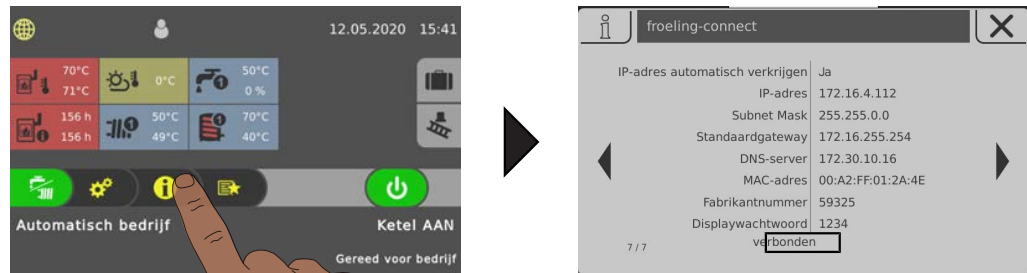 12.05.2020 15:41
70°C
71°C
0°C
50°C
0 %
156 h
156 h
50°C
49°C
70°C
40°C
Automatisch bedrijf
Ketel AAN
Gereed voor bedrijf
froeling-connect
IP-adres automatisch verkrijgen Ja
IP-adres 172.16.4.112
Subnet Mask 255.255.0.0
Standaardgateway 172.16.255.254
DNS-server 172.30.10.16
MAC-adres 00:A2:FF:01:2A:4E
Fabrikantnummer 59325
Displaywachtwoord 1234
verbonden
7 / 7